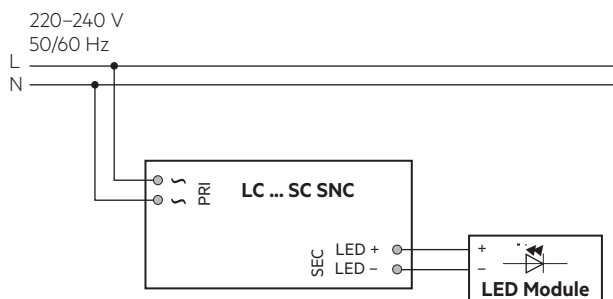 220–240 V
50/60 Hz
L
N
~
~
PRI
LC ... SC SNC
SEC
LED +
LED –
+
–
LED Module